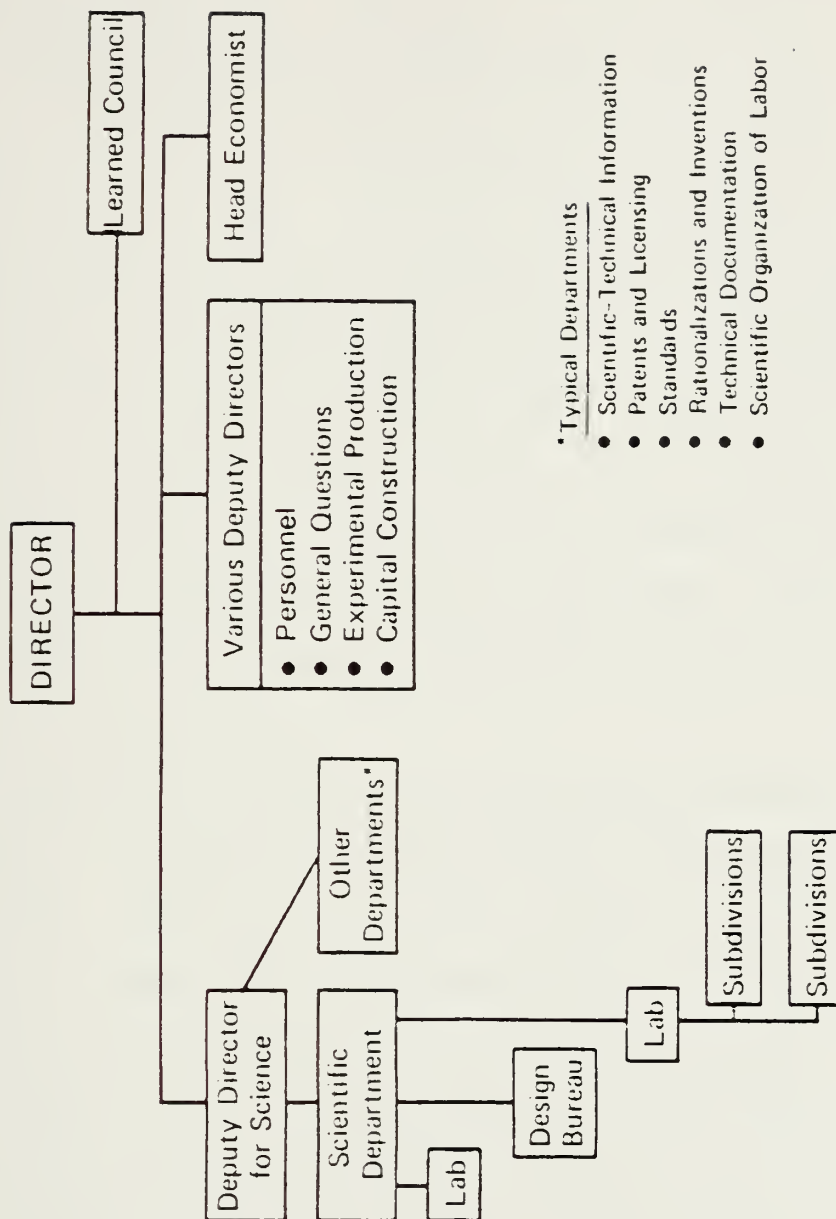 DIRECTOR
Learned Council
Deputy Director
for Science
Various Deputy Directors
● Personnel
● General Questions
● Experimental Production
● Capital Construction
Head Economist
Scientific
Department
Other
Departments*
Lab
Design
Bureau
Lab
Subdivisions
Subdivisions
*Typical Departments
● Scientific-Technical Information
● Patents and Licensing
● Standards
● Rationalizations and Inventions
● Technical Documentation
● Scientific Organization of Labor